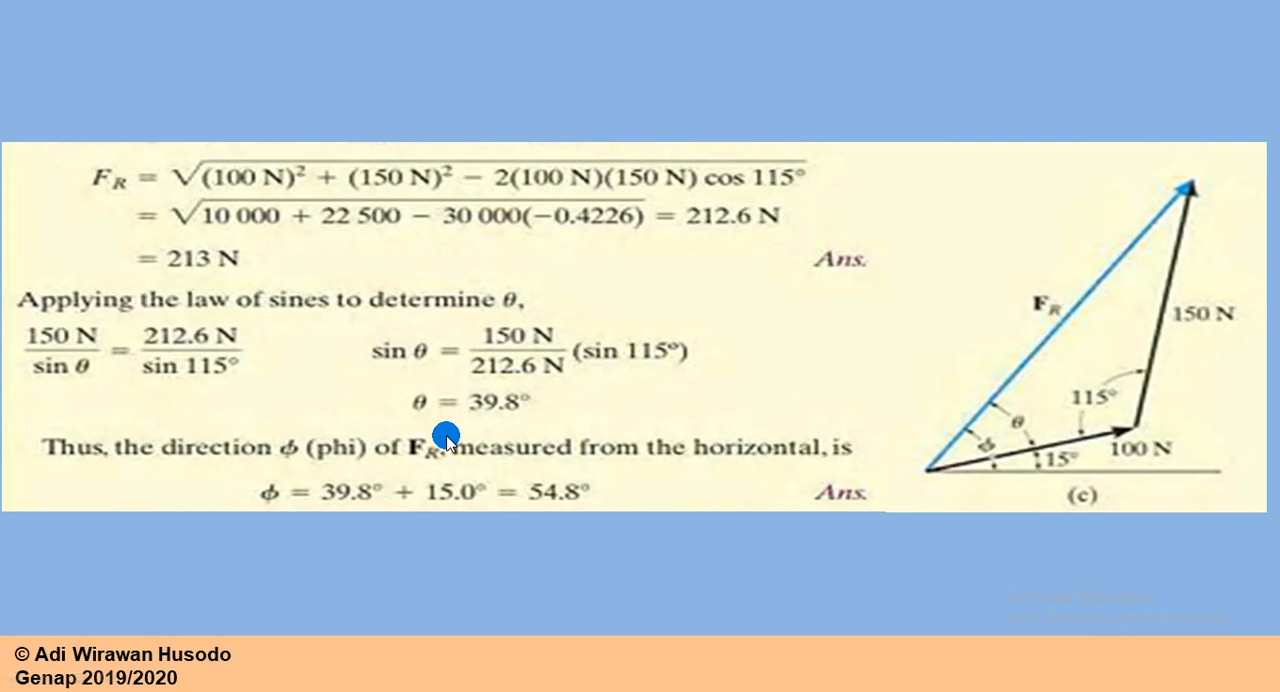 F_R = √(100 N)² + (150 N)² − 2(100 N)(150 N) cos 115°
= √10 000 + 22 500 − 30 000(−0.4226) = 212.6 N
= 213 N Ans.
Applying the law of sines to determine θ,
150 N / sin θ = 212.6 N / sin 115° sin θ = 150 N / 212.6 N (sin 115°)
θ = 39.8°
Thus, the direction ϕ (phi) of F_R, measured from the horizontal, is
ϕ = 39.8° + 15.0° = 54.8° Ans.
F_R
150 N
115°
θ
ϕ
15°
100 N
(c)
© Adi Wirawan Husodo
Genap 2019/2020